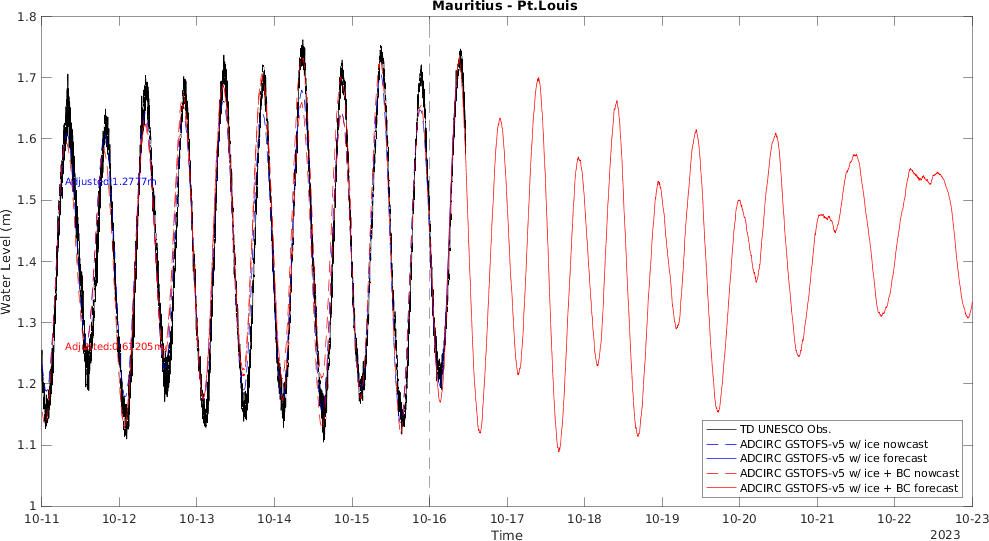 Mauritius - Pt.Louis
1.8
1.7
1.6
1.5
1.4
1.3
1.2
1.1
1
Water Level (m)
Adjusted:1.2777m
TD UNESCO Obs.
ADCIRC GSTOFS-v5 w/ ice nowcast
ADCIRC GSTOFS-v5 w/ ice forecast
ADCIRC GSTOFS-v5 w/ ice + BC nowcast
ADCIRC GSTOFS-v5 w/ ice + BC forecast
10-11 10-12 10-13 10-14 10-15 10-16 10-17 10-18 10-19 10-20 10-21 10-22 10-23
Time
2023